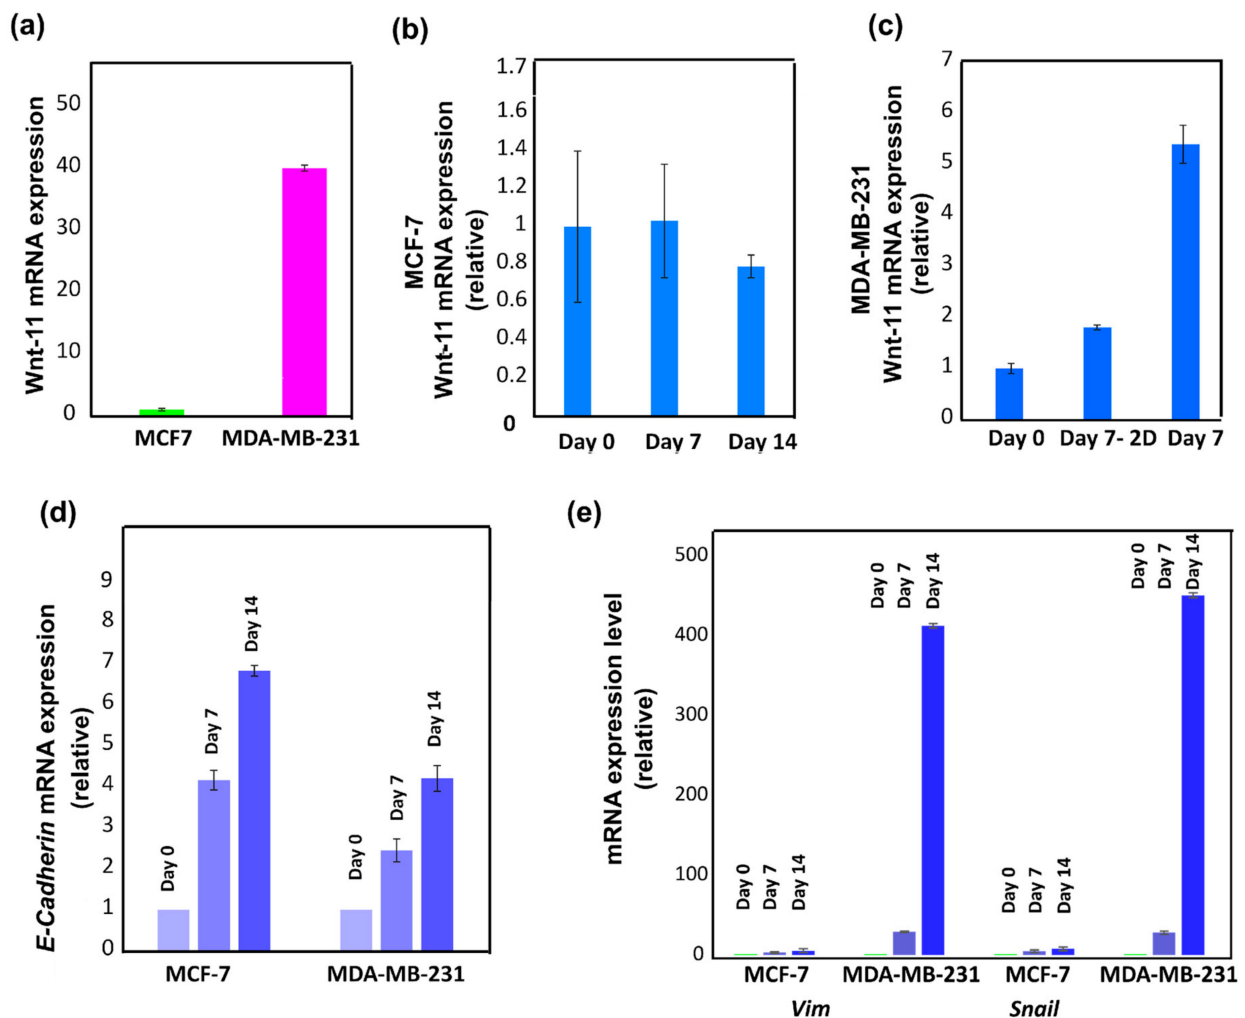 (a)
Wnt-11 mRNA expression
50
40
30
20
10
0
MCF7
MDA-MB-231
(b)
MCF-7
Wnt-11 mRNA expression
(relative)
1.7
1.6
1.4
1.2
1
0.8
0.6
0.4
0.2
0
Day 0
Day 7
Day 14
(c)
MDA-MB-231
Wnt-11 mRNA expression
(relative)
7
6
5
4
3
2
1
0
Day 0
Day 7- 2D
Day 7
(d)
E-Cadherin mRNA expression
(relative)
9
8
7
6
5
4
3
2
1
0
Day 0
Day 7
Day 14
Day 0
Day 7
Day 14
MCF-7
MDA-MB-231
(e)
mRNA expression level
(relative)
500
400
300
200
100
0
Day 0
Day 7
Day 14
Day 0
Day 7
Day 14
Day 0
Day 7
Day 14
Day 0
Day 7
Day 14
MCF-7
MDA-MB-231
MCF-7
MDA-MB-231
Vim
Snail